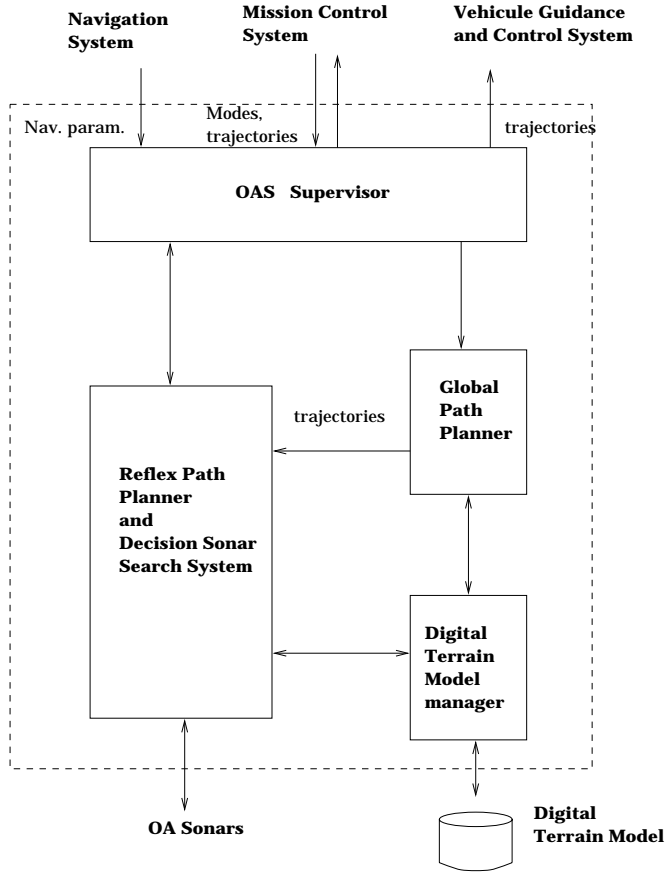 Navigation
System
Mission Control
System
Vehicule Guidance
and Control System
Nav. param.
Modes,
trajectories
trajectories
OAS Supervisor
Global
Path
Planner
trajectories
Reflex Path
Planner
and
Decision Sonar
Search System
Digital
Terrain
Model
manager
OA Sonars
Digital
Terrain Model